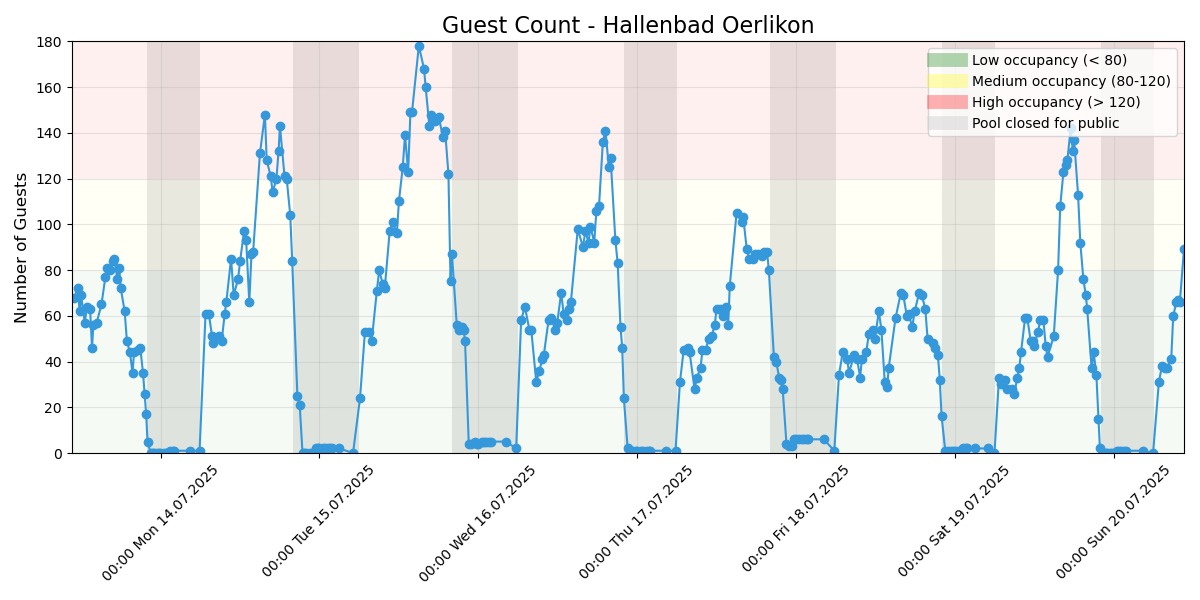 Guest Count - Hallenbad Oerlikon
Number of Guests
180
160
140
120
100
80
60
40
20
0
Low occupancy (< 80)
Medium occupancy (80-120)
High occupancy (> 120)
Pool closed for public
00:00 Mon 14.07.2025
00:00 Tue 15.07.2025
00:00 Wed 16.07.2025
00:00 Thu 17.07.2025
00:00 Fri 18.07.2025
00:00 Sat 19.07.2025
00:00 Sun 20.07.2025